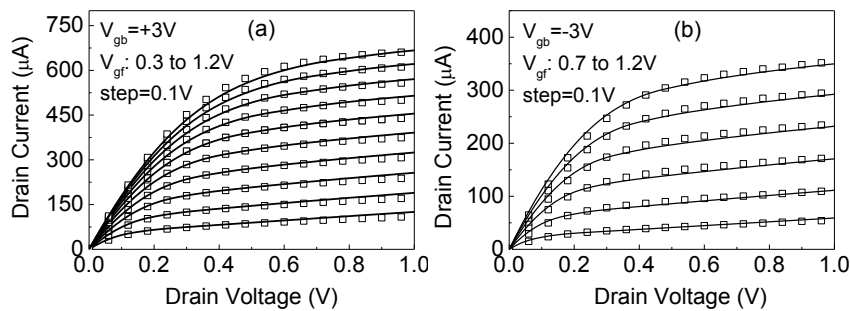 V_gb=+3V
(a)
V_gf: 0.3 to 1.2V
step=0.1V
750
600
450
300
150
0
0.0 0.2 0.4 0.6 0.8 1.0
Drain Current (μA)
Drain Voltage (V)
V_gb=-3V
(b)
V_gf: 0.7 to 1.2V
step=0.1V
400
300
200
100
0
0.0 0.2 0.4 0.6 0.8 1.0
Drain Current (μA)
Drain Voltage (V)